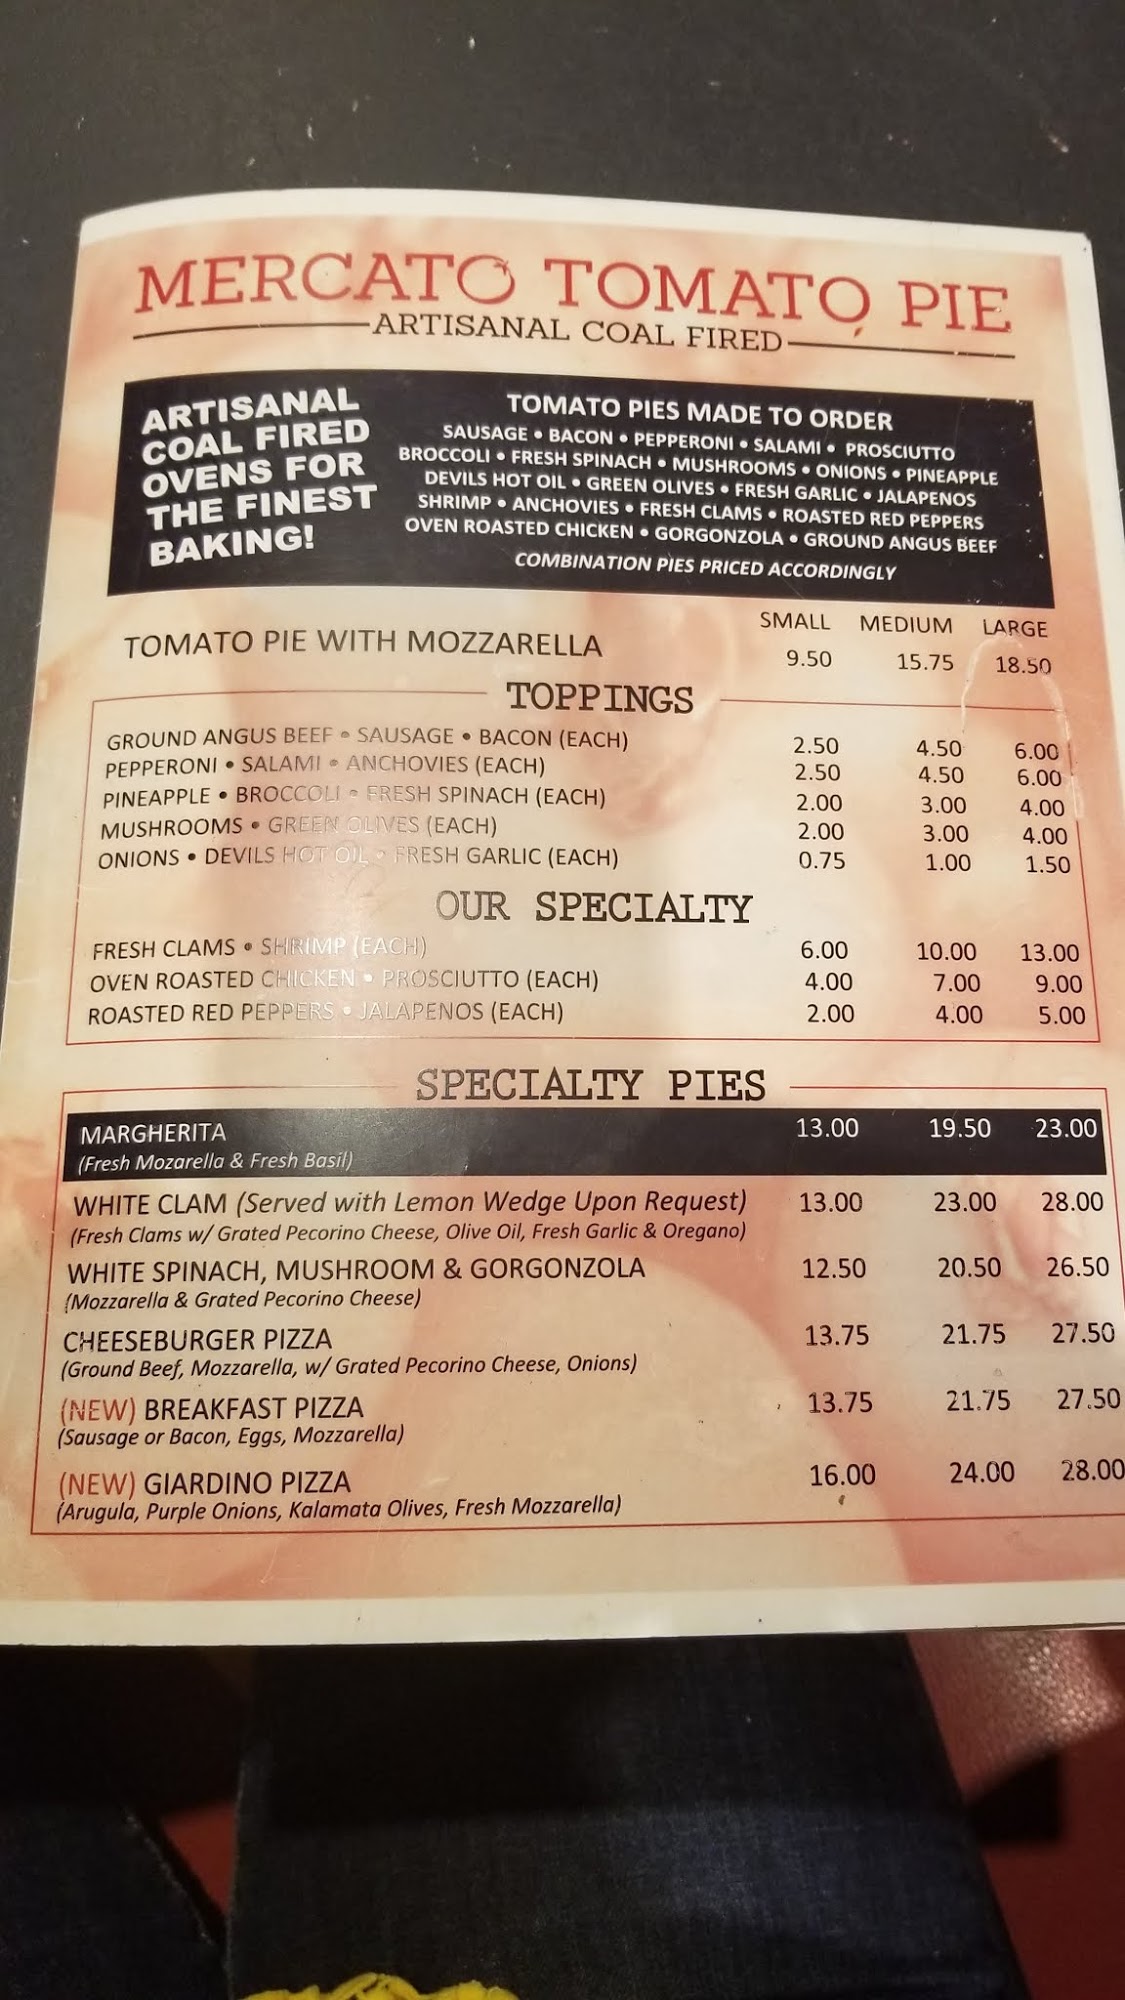 MERCATO TOMATO PIE
ARTISANAL COAL FIRED
ARTISANAL
COAL FIRED
OVENS FOR
THE FINEST
BAKING!
TOMATO PIES MADE TO ORDER
SAUSAGE • BACON • PEPPERONI • SALAMI • PROSCIUTTO
BROCCOLI • FRESH SPINACH • MUSHROOMS • ONIONS • PINEAPPLE
DEVILS HOT OIL • GREEN OLIVES • FRESH GARLIC • JALAPENOS
SHRIMP • ANCHOVIES • FRESH CLAMS • ROASTED RED PEPPERS
OVEN ROASTED CHICKEN • GORGONZOLA • GROUND ANGUS BEEF
COMBINATION PIES PRICED ACCORDINGLY
SMALL MEDIUM LARGE
TOMATO PIE WITH MOZZARELLA 9.50 15.75 18.50
TOPPINGS
GROUND ANGUS BEEF • SAUSAGE • BACON (EACH) 2.50 4.50 6.00
PEPPERONI • SALAMI • ANCHOVIES (EACH) 2.50 4.50 6.00
PINEAPPLE • BROCCOLI • FRESH SPINACH (EACH) 2.00 3.00 4.00
MUSHROOMS • GREEN OLIVES (EACH) 2.00 3.00 4.00
ONIONS • DEVILS HOT OIL • FRESH GARLIC (EACH) 0.75 1.00 1.50
OUR SPECIALTY
FRESH CLAMS • SHRIMP (EACH) 6.00 10.00 13.00
OVEN ROASTED CHICKEN • PROSCIUTTO (EACH) 4.00 7.00 9.00
ROASTED RED PEPPERS • JALAPENOS (EACH) 2.00 4.00 5.00
SPECIALTY PIES
MARGHERITA 13.00 19.50 23.00
(Fresh Mozarella & Fresh Basil)
WHITE CLAM (Served with Lemon Wedge Upon Request) 13.00 23.00 28.00
(Fresh Clams w/ Grated Pecorino Cheese, Olive Oil, Fresh Garlic & Oregano)
WHITE SPINACH, MUSHROOM & GORGONZOLA 12.50 20.50 26.50
(Mozzarella & Grated Pecorino Cheese)
CHEESEBURGER PIZZA 13.75 21.75 27.50
(Ground Beef, Mozzarella, w/ Grated Pecorino Cheese, Onions)
(NEW) BREAKFAST PIZZA 13.75 21.75 27.50
(Sausage or Bacon, Eggs, Mozzarella)
(NEW) GIARDINO PIZZA 16.00 24.00 28.00
(Arugula, Purple Onions, Kalamata Olives, Fresh Mozzarella)